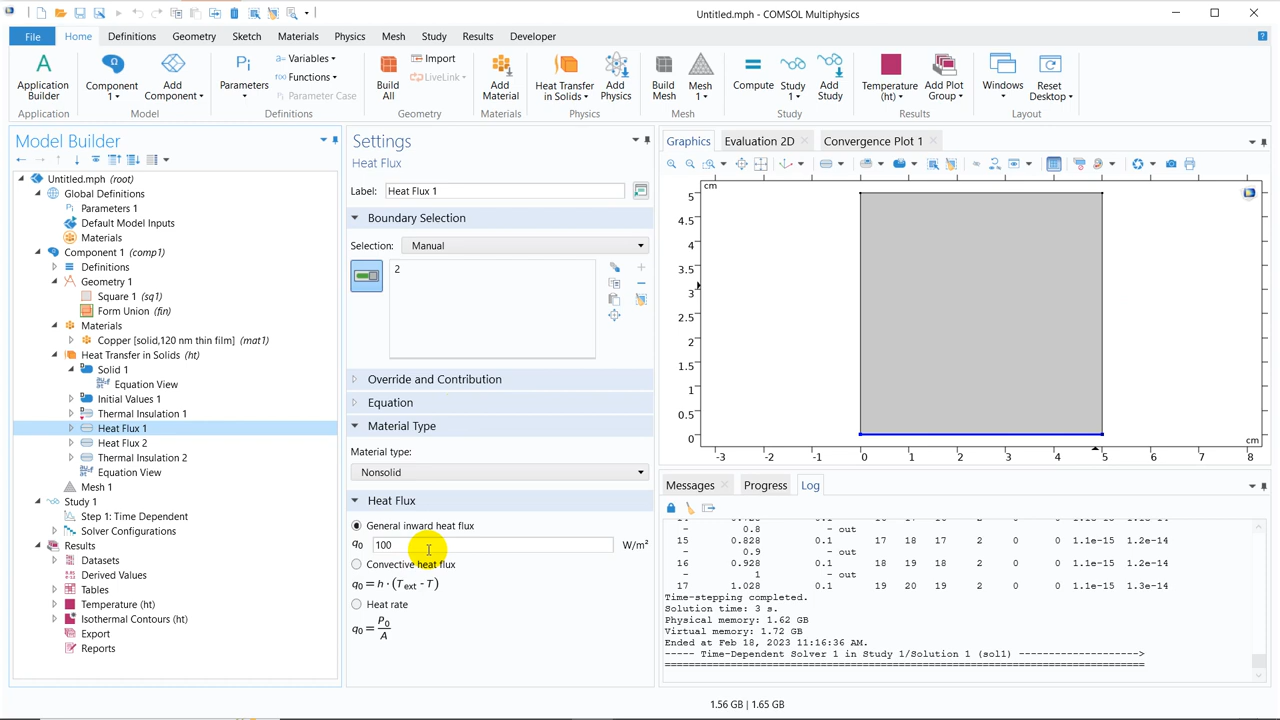 Untitled.mph - COMSOL Multiphysics
File Home Definitions Geometry Sketch Materials Physics Mesh Study Results Developer
Application Builder
Application
Component 1
Add Component
Model
Parameters
Variables
Functions
Parameter Case
Definitions
Build All
Import
LiveLink
Geometry
Add Material
Materials
Heat Transfer in Solids
Add Physics
Physics
Build Mesh
Mesh 1
Mesh
Compute
Study 1
Add Study
Study
Temperature (ht)
Add Plot Group
Results
Windows
Reset Desktop
Layout
Model Builder
Untitled.mph (root)
Global Definitions
Parameters 1
Default Model Inputs
Materials
Component 1 (comp1)
Definitions
Geometry 1
Square 1 (sq1)
Form Union (fin)
Materials
Copper [solid,120 nm thin film] (mat1)
Heat Transfer in Solids (ht)
Solid 1
Equation View
Initial Values 1
Thermal Insulation 1
Heat Flux 1
Heat Flux 2
Thermal Insulation 2
Equation View
Mesh 1
Study 1
Step 1: Time Dependent
Solver Configurations
Results
Datasets
Derived Values
Tables
Temperature (ht)
Isothermal Contours (ht)
Export
Reports
Settings
Heat Flux
Label: Heat Flux 1
Boundary Selection
Selection: Manual
2
Override and Contribution
Equation
Material Type
Material type:
Nonsolid
Heat Flux
General inward heat flux
q0 100 W/m²
Convective heat flux
q0 = h · (Text - T)
Heat rate
q0 = P0 / A
Graphics Evaluation 2D Convergence Plot 1
cm
5
4.5
4
3.5
3
2.5
2
1.5
1
0.5
0
-3 -2 -1 0 1 2 3 4 5 6 7 8
cm
Messages Progress Log
- 0.8 - out
15 0.828 0.1 17 18 17 2 0 0 1.1e-15 1.2e-14
- 0.9 - out
16 0.928 0.1 18 19 18 2 0 0 1.1e-15 1.2e-14
- 1 - out
17 1.028 0.1 19 20 19 2 0 0 1.1e-15 1.3e-14
Time-stepping completed.
Solution time: 3 s.
Physical memory: 1.62 GB
Virtual memory: 1.72 GB
Ended at Feb 18, 2023 11:16:36 AM.
----- Time-Dependent Solver 1 in Study 1/Solution 1 (sol1) -------------------->
1.56 GB | 1.65 GB